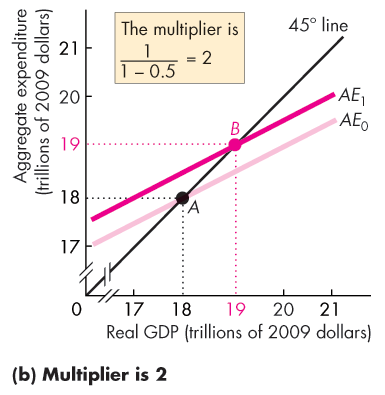 Aggregate expenditure
(trillions of 2009 dollars)
The multiplier is
1
1 – 0.5
= 2
45° line
21
20
19
18
17
AE1
AE0
B
A
0
17
18
19
20
21
Real GDP (trillions of 2009 dollars)
(b) Multiplier is 2